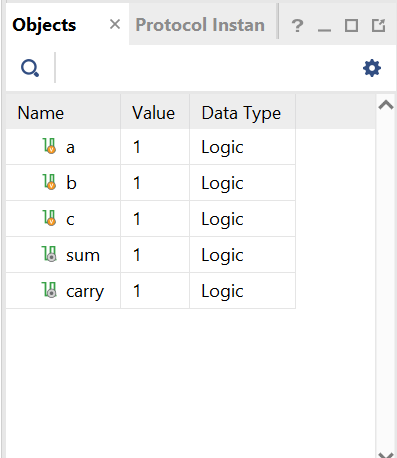 Objects × Protocol Instan ?
Name Value Data Type
a 1 Logic
b 1 Logic
c 1 Logic
sum 1 Logic
carry 1 Logic